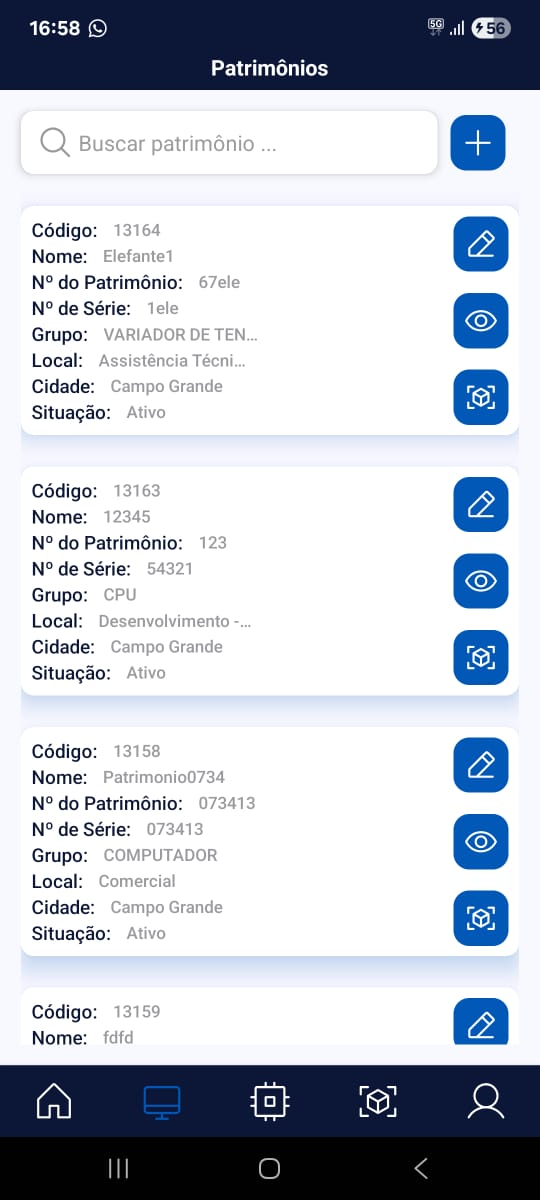 16:58
5G
56
Patrimônios
Buscar patrimônio ...
Código: 13164
Nome: Elefante1
Nº do Patrimônio: 67ele
Nº de Série: 1ele
Grupo: VARIADOR DE TEN...
Local: Assistência Técni...
Cidade: Campo Grande
Situação: Ativo
Código: 13163
Nome: 12345
Nº do Patrimônio: 123
Nº de Série: 54321
Grupo: CPU
Local: Desenvolvimento -...
Cidade: Campo Grande
Situação: Ativo
Código: 13158
Nome: Patrimonio0734
Nº do Patrimônio: 073413
Nº de Série: 073413
Grupo: COMPUTADOR
Local: Comercial
Cidade: Campo Grande
Situação: Ativo
Código: 13159
Nome: fdfd